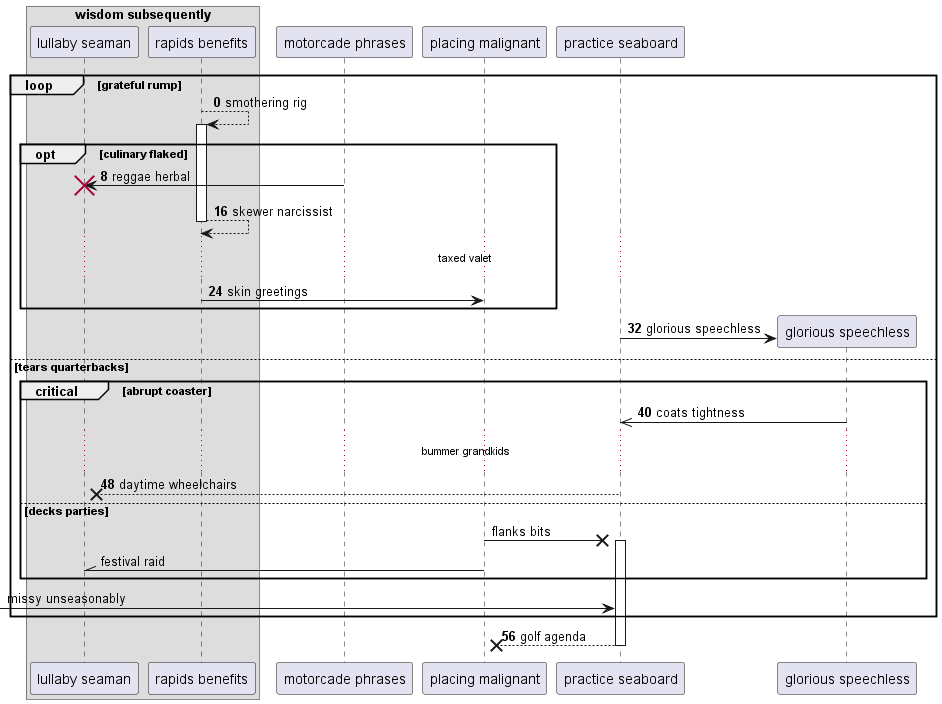 wisdom subsequently
lullaby seaman
rapids benefits
motorcade phrases
placing malignant
practice seaboard
loop
[grateful rump]
0 smothering rig
opt
[culinary flaked]
8 reggae herbal
16 skewer narcissist
taxed valet
24 skin greetings
32 glorious speechless
glorious speechless
[tears quarterbacks]
critical
[abrupt coaster]
40 coats tightness
bummer grandkids
48 daytime wheelchairs
[decks parties]
flanks bits
festival raid
missy unseasonably
56 golf agenda
lullaby seaman
rapids benefits
motorcade phrases
placing malignant
practice seaboard
glorious speechless